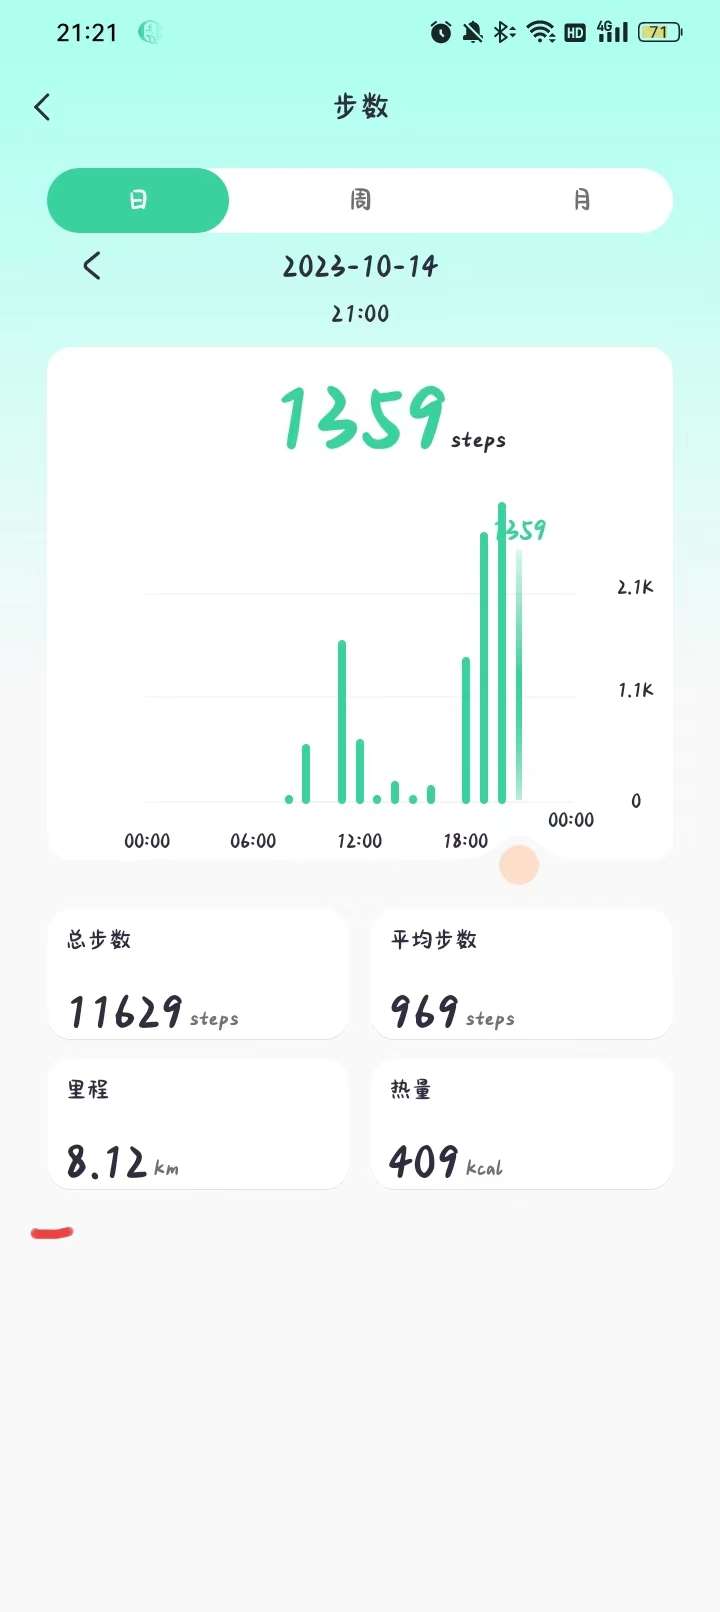 21:21 HD 4G 71
步数
日 周 月
2023-10-14
21:00
1359 steps
1359
2.1K
1.1K
0
00:00 06:00 12:00 18:00 00:00
总步数 平均步数
11629 steps 969 steps
里程 热量
8.12 km 409 kcal